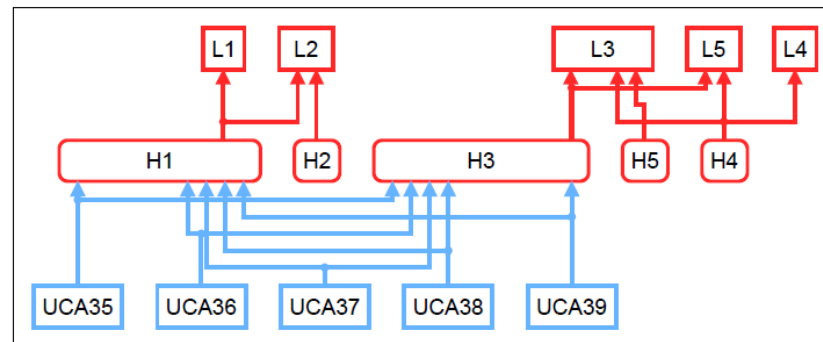 L1 L2 L3 L5 L4
H1 H2 H3 H5 H4
UCA35 UCA36 UCA37 UCA38 UCA39